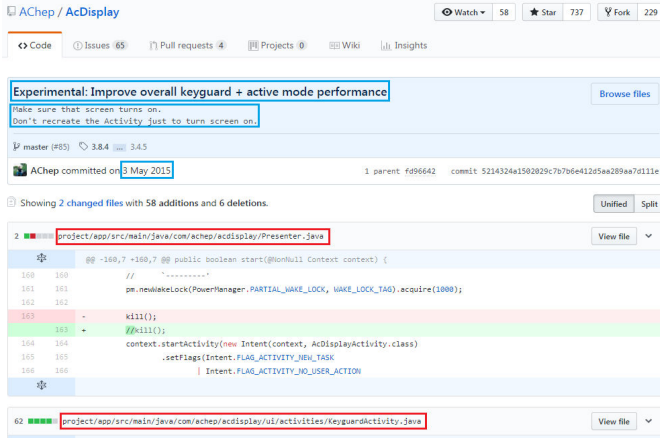 AChep / AcDisplay
Watch 58 Star 737 Fork 229
Code Issues 65 Pull requests 4 Projects 0 Wiki Insights
Experimental: Improve overall keyguard + active mode performance
Browse files
Make sure that screen turns on.
Don't recreate the Activity just to turn screen on.
master (#85) 3.8.4 ... 3.4.5
AChep committed on 3 May 2015 1 parent fd96642 commit 5214324a1502029c7b7b6e412d5aa289aa7d111e
Showing 2 changed files with 58 additions and 6 deletions.
Unified Split
2 project/app/src/main/java/com/achep/acdisplay/Presenter.java View file
@@ -160,7 +160,7 @@ public boolean start(@NonNull Context context) {
160 160 // `---------'
161 161 pm.newWakeLock(PowerManager.PARTIAL_WAKE_LOCK, WAKE_LOCK_TAG).acquire(1000);
162 162
163 - kill();
163 + //kill();
164 164 context.startActivity(new Intent(context, AcDisplayActivity.class)
165 165 .setFlags(Intent.FLAG_ACTIVITY_NEW_TASK
166 166 | Intent.FLAG_ACTIVITY_NO_USER_ACTION
62 project/app/src/main/java/com/achep/acdisplay/ui/activities/KeyguardActivity.java View file